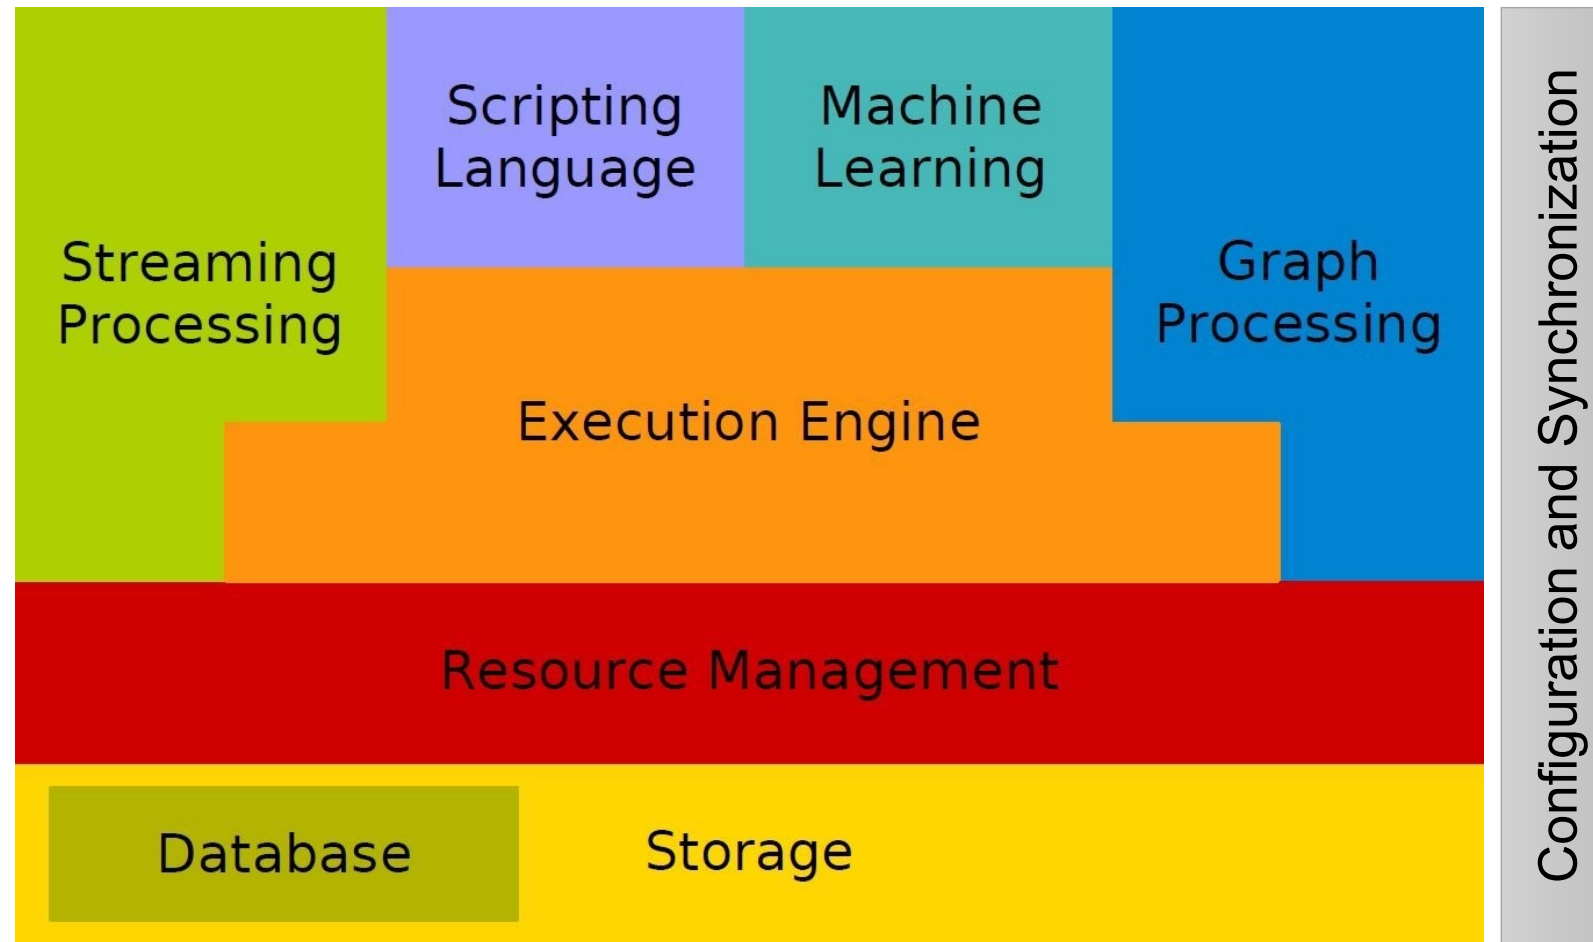 Scripting
Language
Machine
Learning
Streaming
Processing
Graph
Processing
Execution Engine
Resource Management
Database
Storage
Configuration and Synchronization